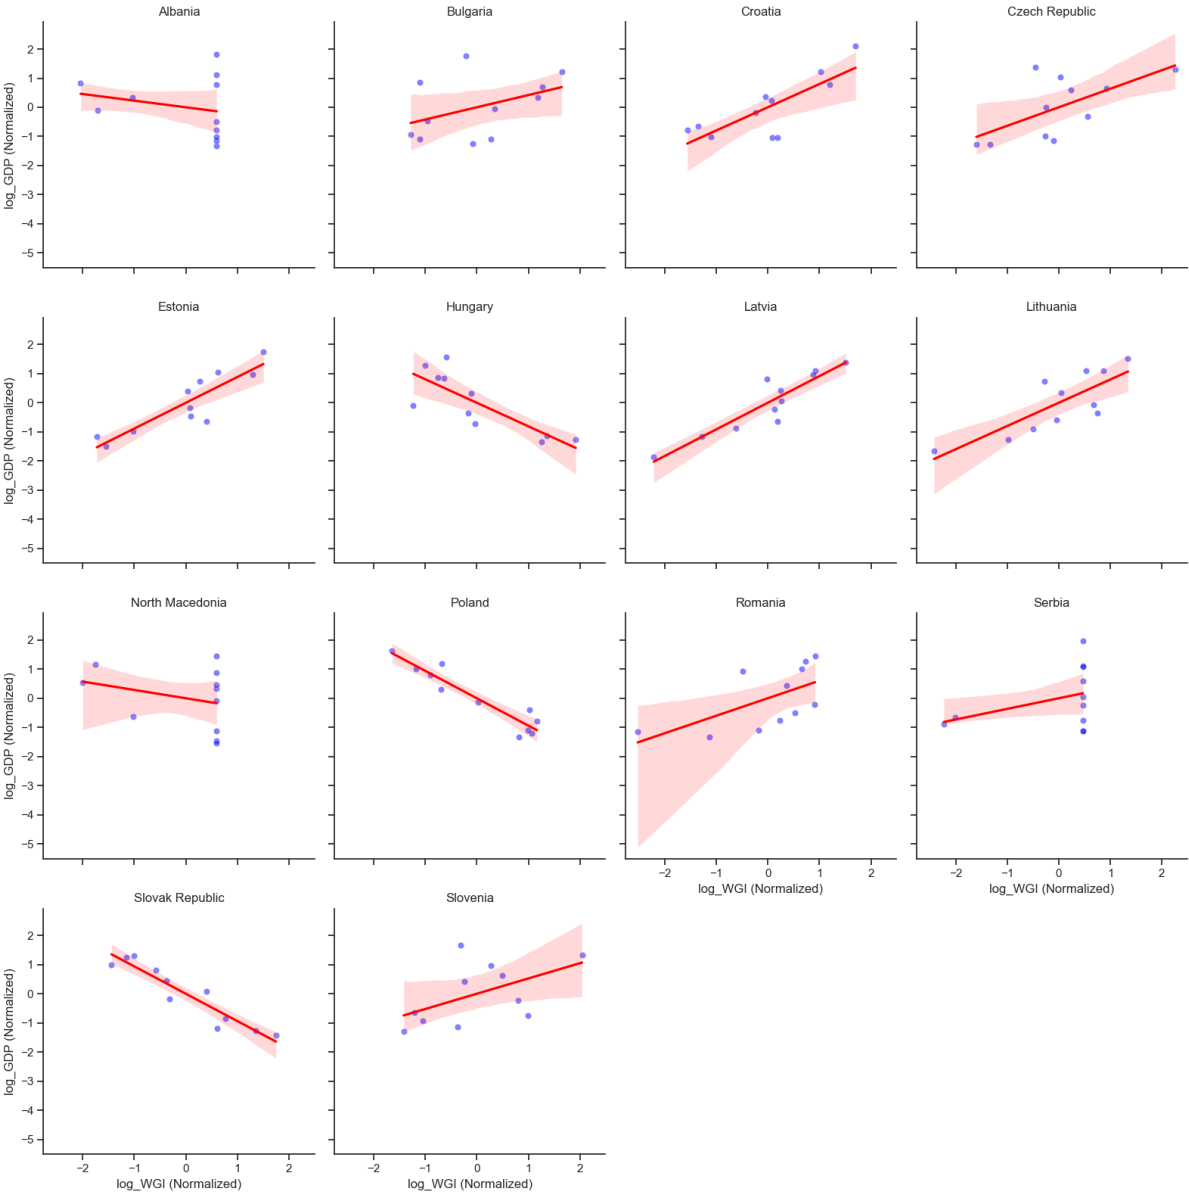 Albania
Bulgaria
Croatia
Czech Republic
log_GDP (Normalized)
2
1
0
−1
−2
−3
−4
−5
Estonia
Hungary
Latvia
Lithuania
log_GDP (Normalized)
2
1
0
−1
−2
−3
−4
−5
North Macedonia
Poland
Romania
Serbia
log_GDP (Normalized)
2
1
0
−1
−2
−3
−4
−5
−2 −1 0 1 2
log_WGI (Normalized)
−2 −1 0 1 2
log_WGI (Normalized)
Slovak Republic
Slovenia
log_GDP (Normalized)
2
1
0
−1
−2
−3
−4
−5
−2 −1 0 1 2
log_WGI (Normalized)
−2 −1 0 1 2
log_WGI (Normalized)